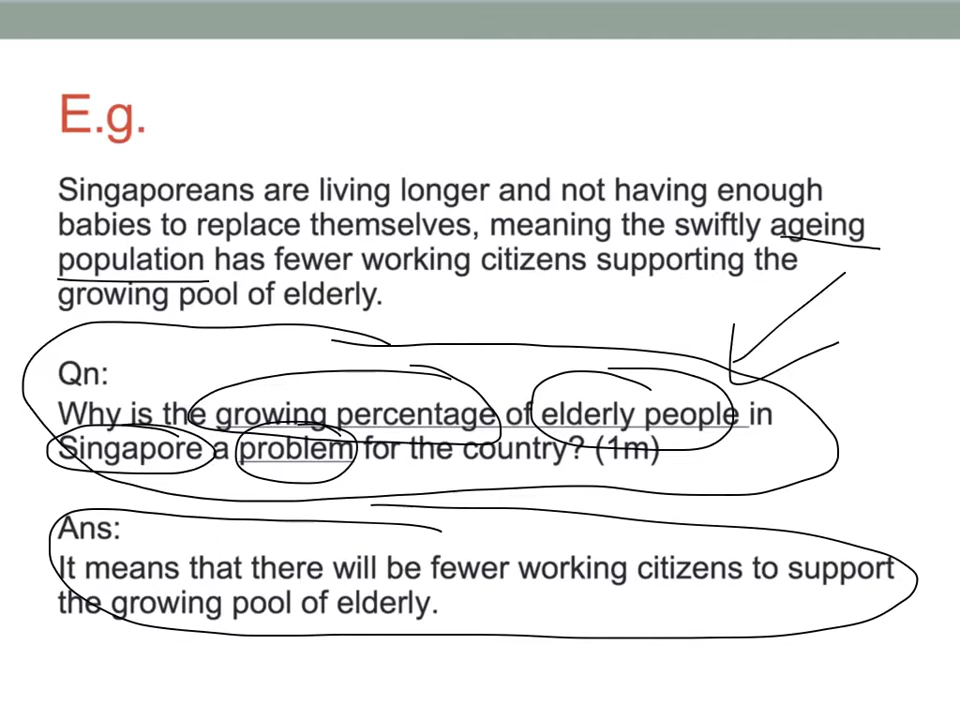 E.g.
Singaporeans are living longer and not having enough
babies to replace themselves, meaning the swiftly ageing
population has fewer working citizens supporting the
growing pool of elderly.
Qn:
Why is the growing percentage of elderly people in
Singapore a problem for the country? (1m)
Ans:
It means that there will be fewer working citizens to support
the growing pool of elderly.